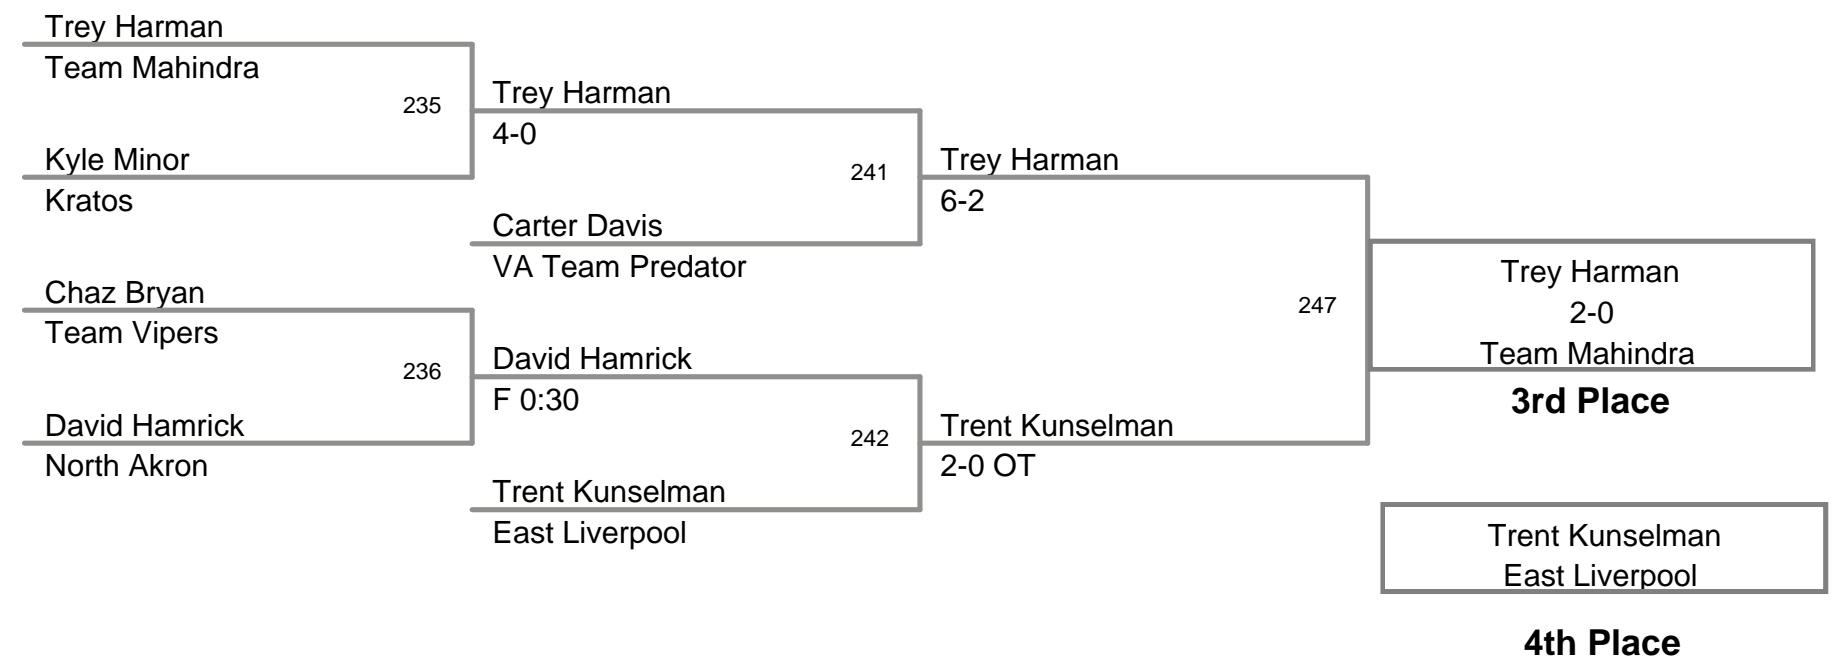 Trey Harman
Team Mahindra
235
Kyle Minor
Kratos
Chaz Bryan
Team Vipers
236
David Hamrick
North Akron
Trey Harman
4-0
241
Carter Davis
VA Team Predator
David Hamrick
F 0:30
242
Trent Kunselman
East Liverpool
Trey Harman
6-2
247
Trent Kunselman
2-0 OT
Trey Harman
2-0
Team Mahindra
3rd Place
Trent Kunselman
East Liverpool
4th Place